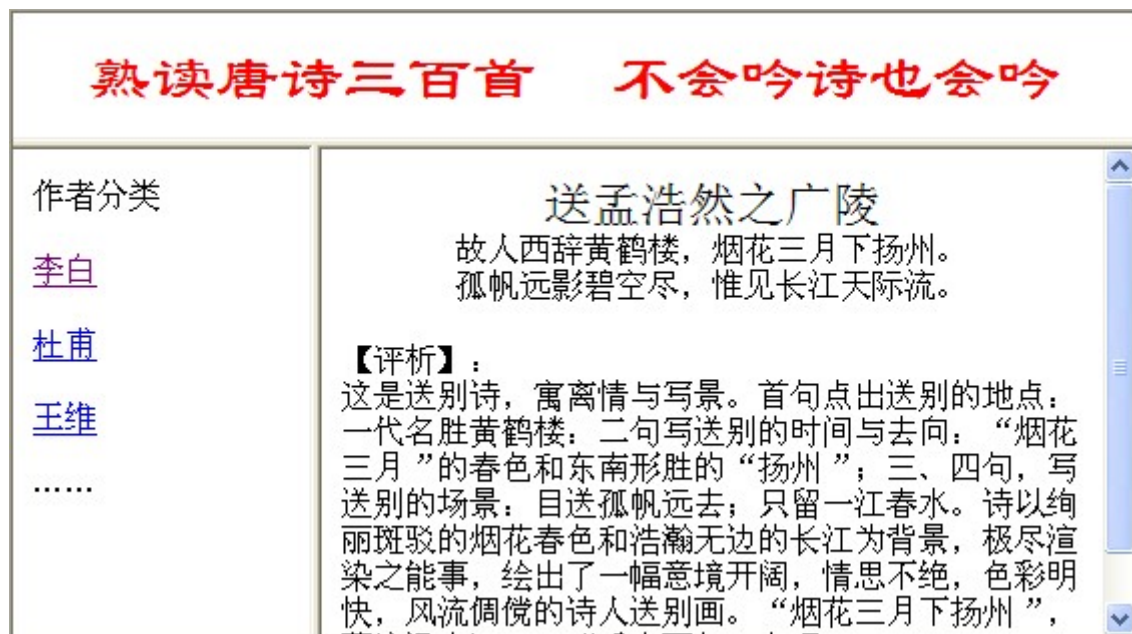 熟读唐诗三百首 不会吟诗也会吟
作者分类
李白
杜甫
王维
……
送孟浩然之广陵
故人西辞黄鹤楼，烟花三月下扬州。
孤帆远影碧空尽，惟见长江天际流。
【评析】：
这是送别诗，寓离情与写景。首句点出送别的地点：
一代名胜黄鹤楼；二句写送别的时间与去向：“烟花
三月 ”的春色和东南形胜的“扬州 ”；三、四句，写
送别的场景：目送孤帆远去；只留一江春水。诗以绚
丽斑驳的烟花春色和浩瀚无边的长江为背景，极尽渲
染之能事，绘出了一幅意境开阔，情思不绝，色彩明
快，风流倜傥的诗人送别画。“烟花三月下扬州 ”，